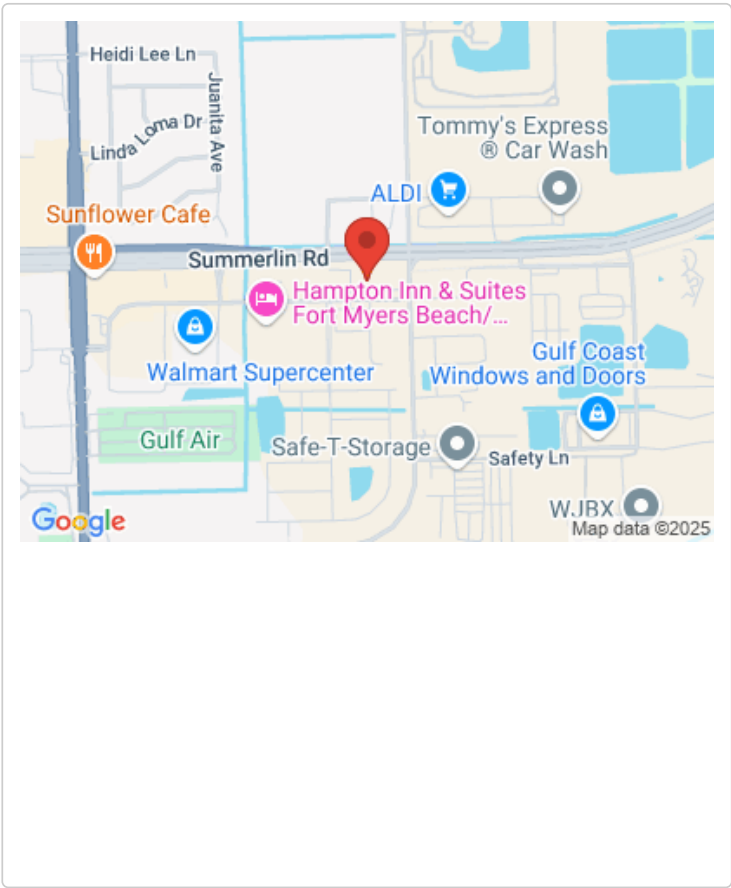 Heidi Lee Ln
Juanita Ave
Linda Loma Dr
Tommy's Express
® Car Wash
ALDI
Sunflower Cafe
Summerlin Rd
Hampton Inn & Suites
Fort Myers Beach/...
Walmart Supercenter
Gulf Coast
Windows and Doors
Gulf Air
Safe-T-Storage
Safety Ln
WJBX
Google
Map data ©2025